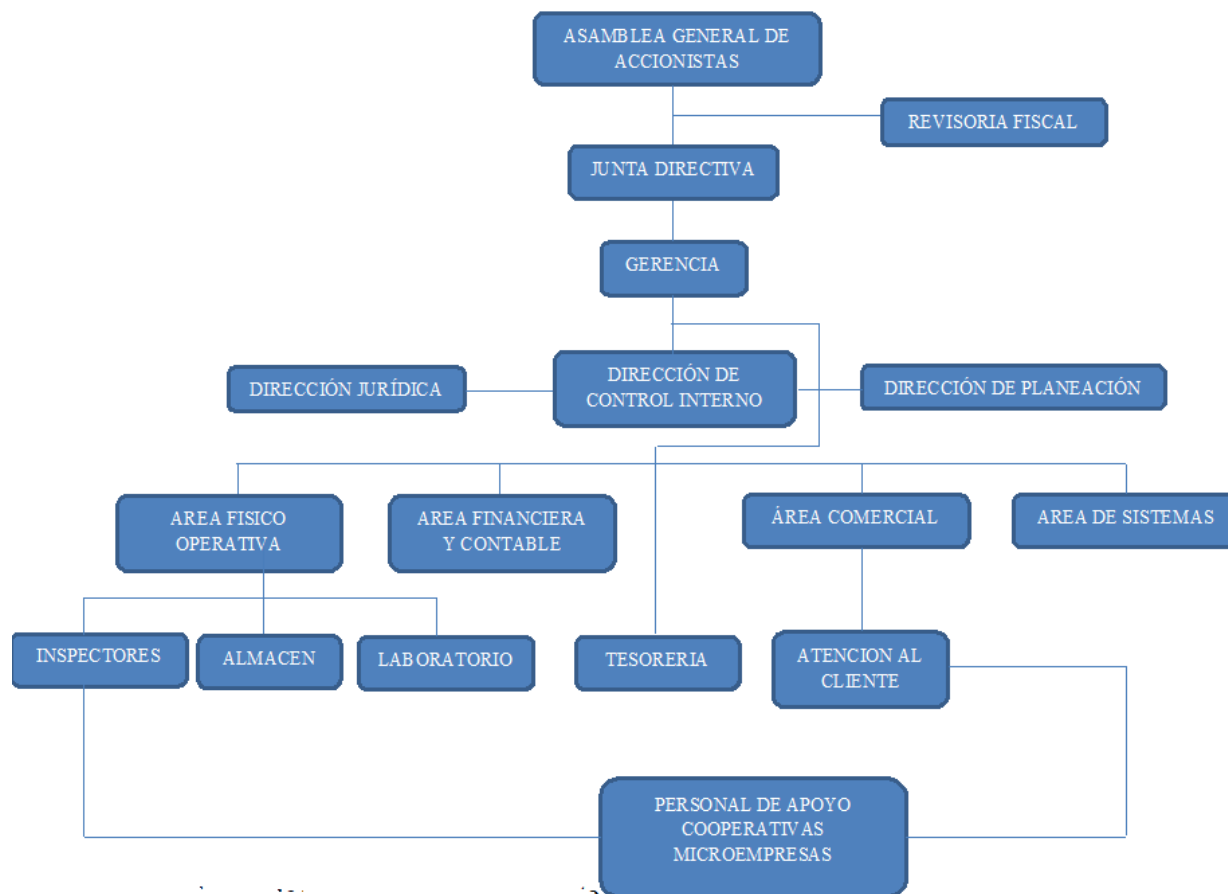 ASAMBLEA GENERAL DE
ACCIONISTAS
REVISORIA FISCAL
JUNTA DIRECTIVA
GERENCIA
DIRECCIÓN JURÍDICA
DIRECCIÓN DE
CONTROL INTERNO
DIRECCIÓN DE PLANEACIÓN
AREA FISICO
OPERATIVA
AREA FINANCIERA
Y CONTABLE
ÁREA COMERCIAL
AREA DE SISTEMAS
INSPECTORES
ALMACEN
LABORATORIO
TESORERIA
ATENCION AL
CLIENTE
PERSONAL DE APOYO
COOPERATIVAS
MICROEMPRESAS